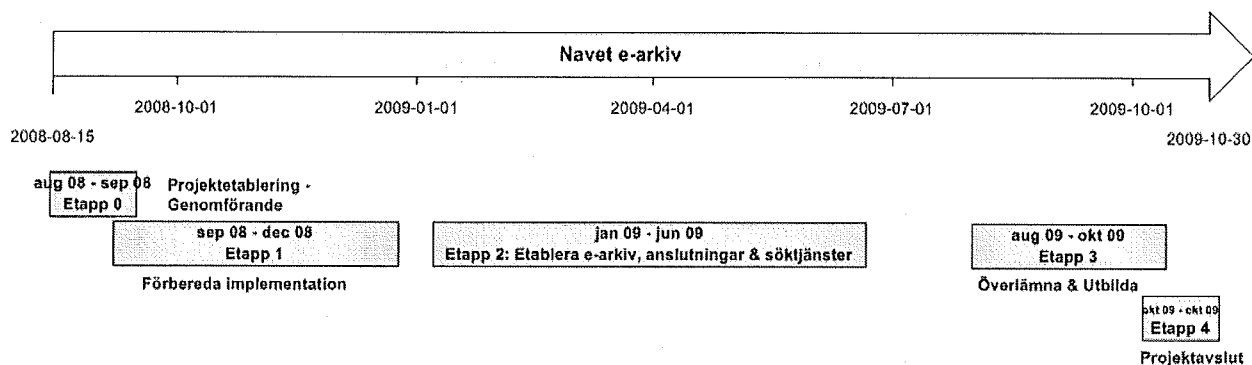 Navet e-arkiv
2008-10-01
2009-01-01
2009-04-01
2009-07-01
2009-10-01
2008-08-15
2009-10-30
aug 08 - sep 08
Etapp 0
Projektetablering -
Genomförande
sep 08 - dec 08
Etapp 1
Förbereda implementation
jan 09 - jun 09
Etapp 2: Etablera e-arkiv, anslutningar & söktjänster
aug 09 - okt 09
Etapp 3
Överlämna & Utbilda
okt 09 - okt 09
Etapp 4
Projektavslut